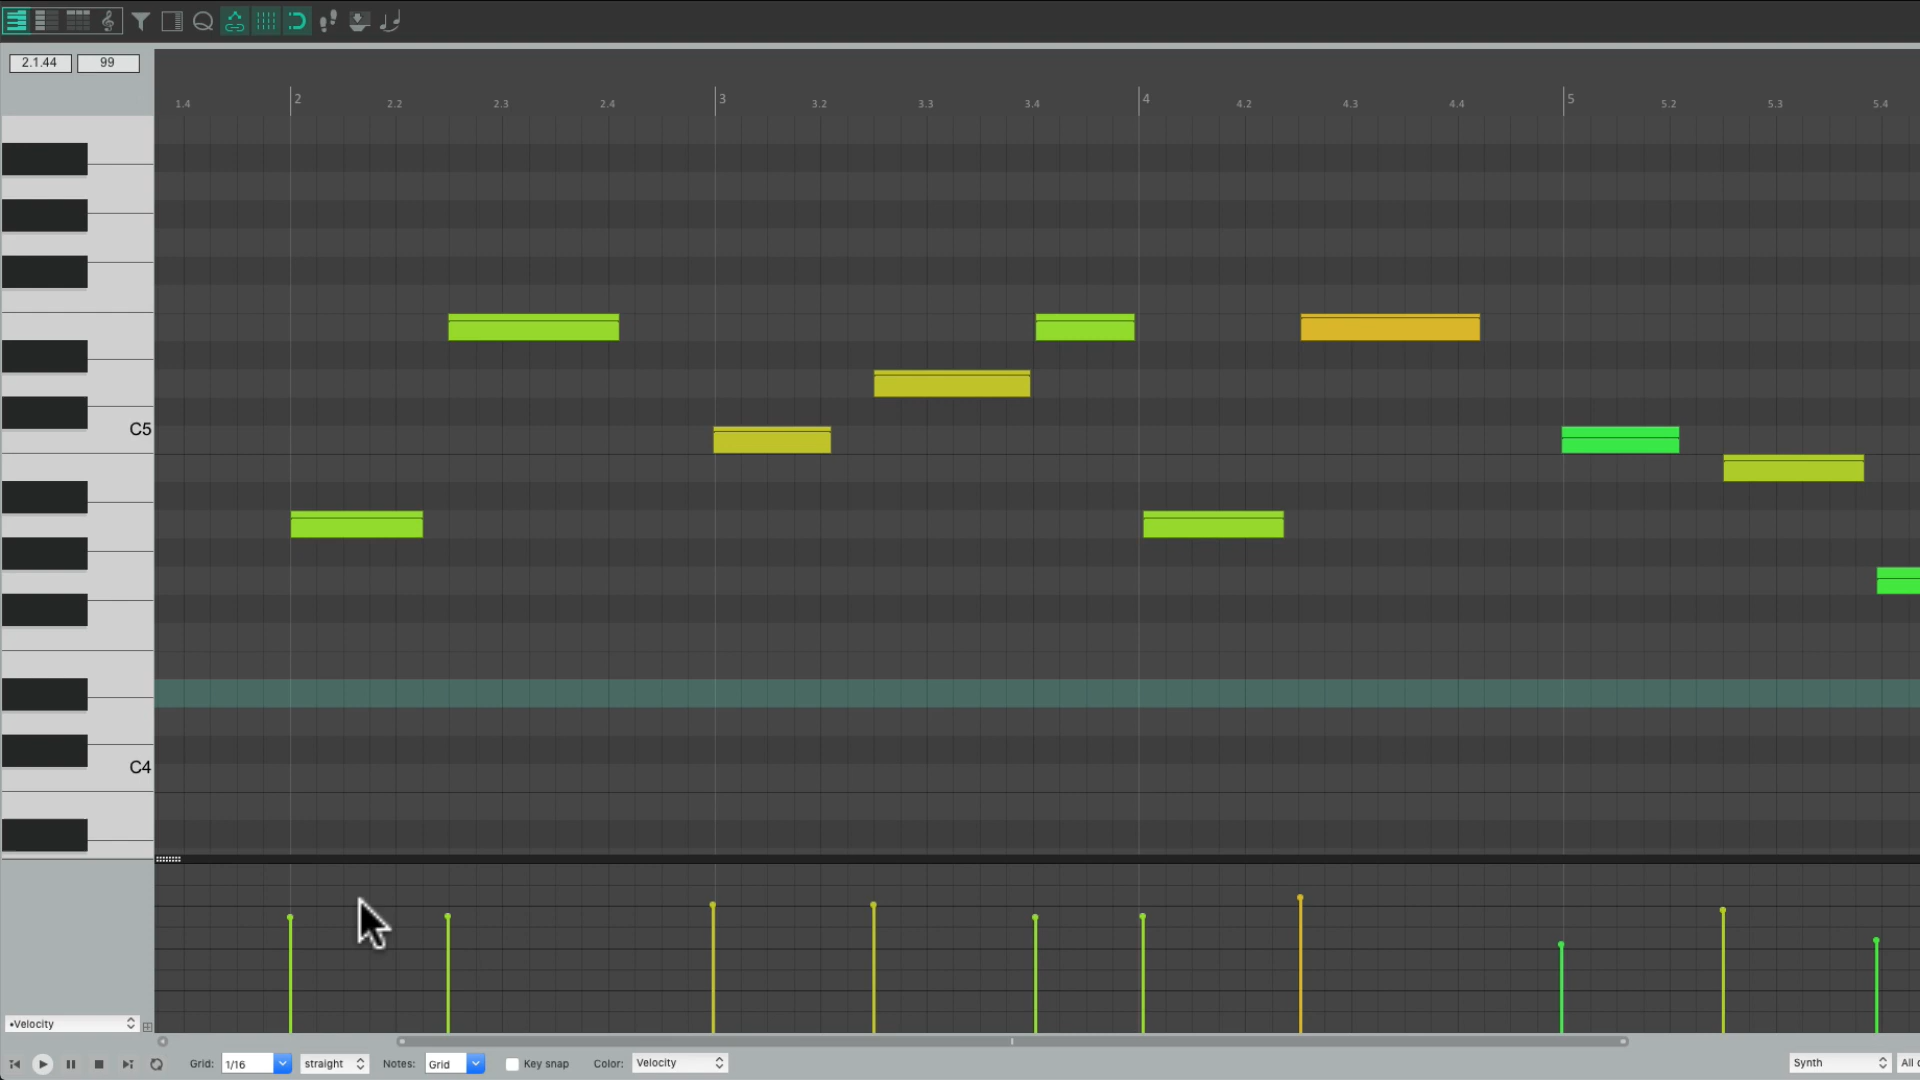 2.1.44 99
1.4 2 2.2 2.3 2.4 3 3.2 3.3 3.4 4 4.2 4.3 4.4 5 5.2 5.3 5.4
C5
C4
•Velocity
Grid: 1/16 straight Notes: Grid Key snap Color: Velocity Synth All